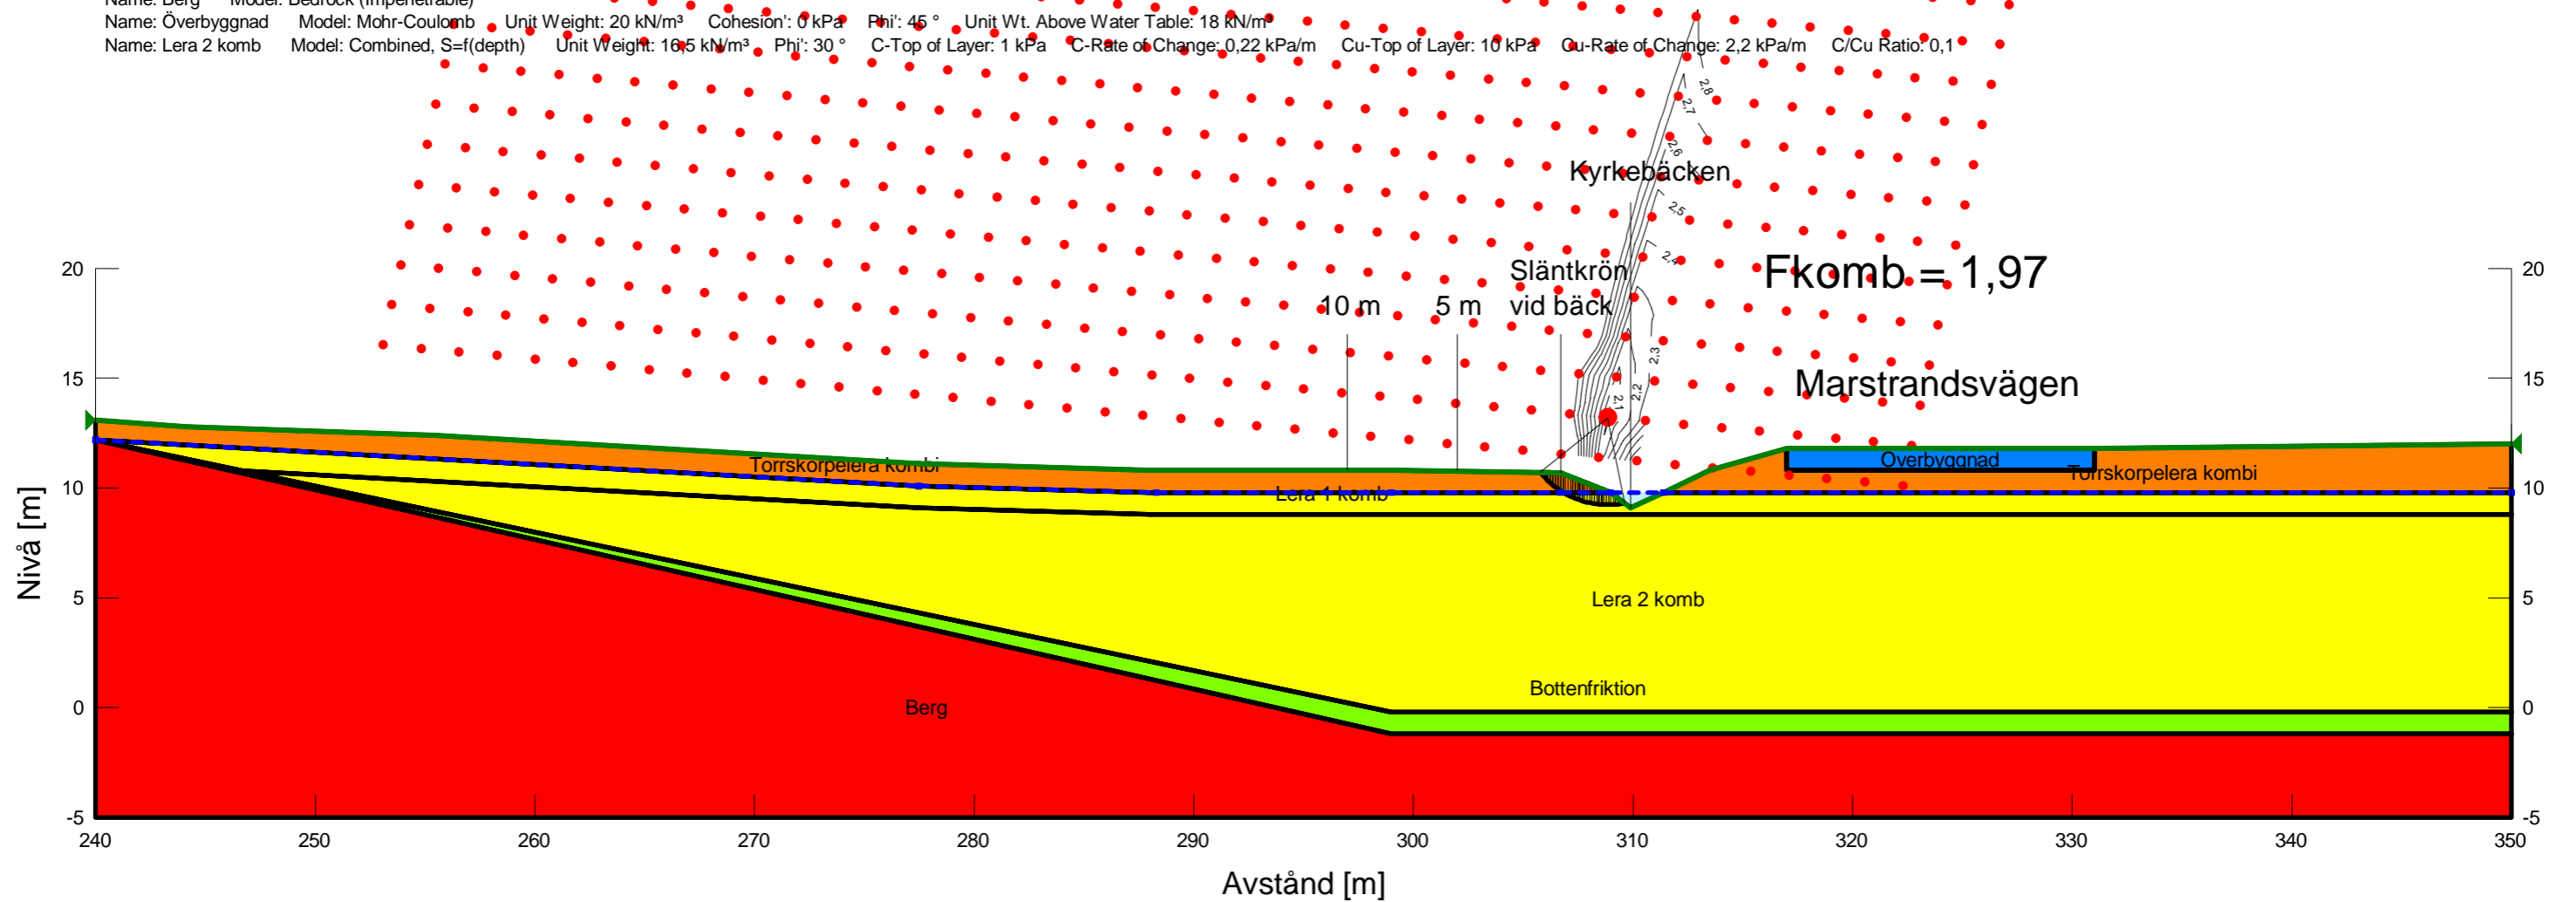 Name: Berg Model: Bedrock (Impenetrable)
Name: Överbyggnad Model: Mohr-Coulomb Unit Weight: 20 kN/m³ Cohesion': 0 kPa Phi': 45 ° Unit Wt. Above Water Table: 18 kN/m³
Name: Lera 2 komb Model: Combined, S=f(depth) Unit Weight: 16,5 kN/m³ Phi': 30 ° C-Top of Layer: 1 kPa C-Rate of Change: 0,22 kPa/m Cu-Top of Layer: 10 kPa Cu-Rate of Change: 2,2 kPa/m C/Cu Ratio: 0,1
2,8
2,7
2,6
Kyrkebäcken
2,5
2,4
Fkomb = 1,97
Släntkrön
vid bäck
10 m
5 m
2,3
2,2
2,1
Marstrandsvägen
20
15
10
5
0
-5
20
15
10
5
0
-5
Torrskorpelera kombi
Lera 1 komb
Överbyggnad
Torrskorpelera kombi
Lera 2 komb
Bottenfriktion
Berg
Nivå [m]
240 250 260 270 280 290 300 310 320 330 340 350
Avstånd [m]